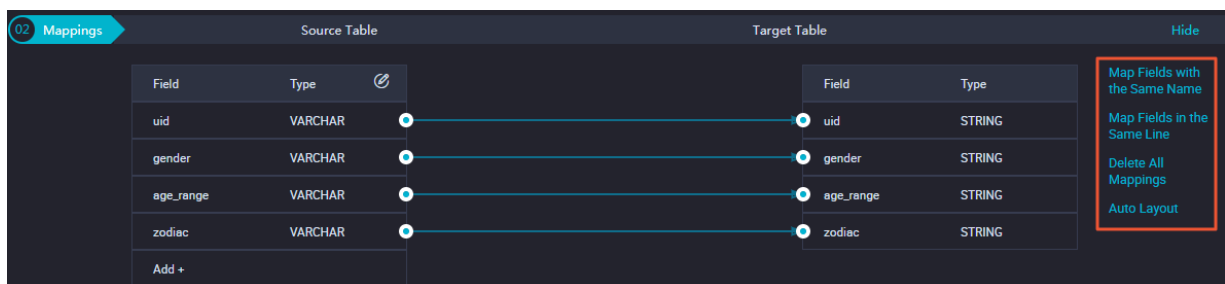 02 Mappings Source Table Target Table Hide
Field Type Field Type
uid VARCHAR uid STRING
gender VARCHAR gender STRING
age_range VARCHAR age_range STRING
zodiac VARCHAR zodiac STRING
Add +
Map Fields with
the Same Name
Map Fields in the
Same Line
Delete All
Mappings
Auto Layout